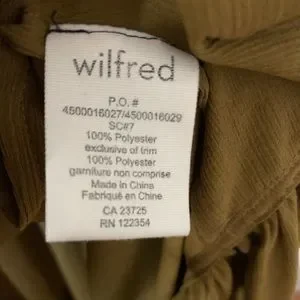 wilfred
P.O. #
4500016027/4500016029
SC#7
100% Polyester
exclusive of trim
100% Polyester
garniture non comprise
Made in China
Fabriqué en Chine
CA 23725
RN 122354